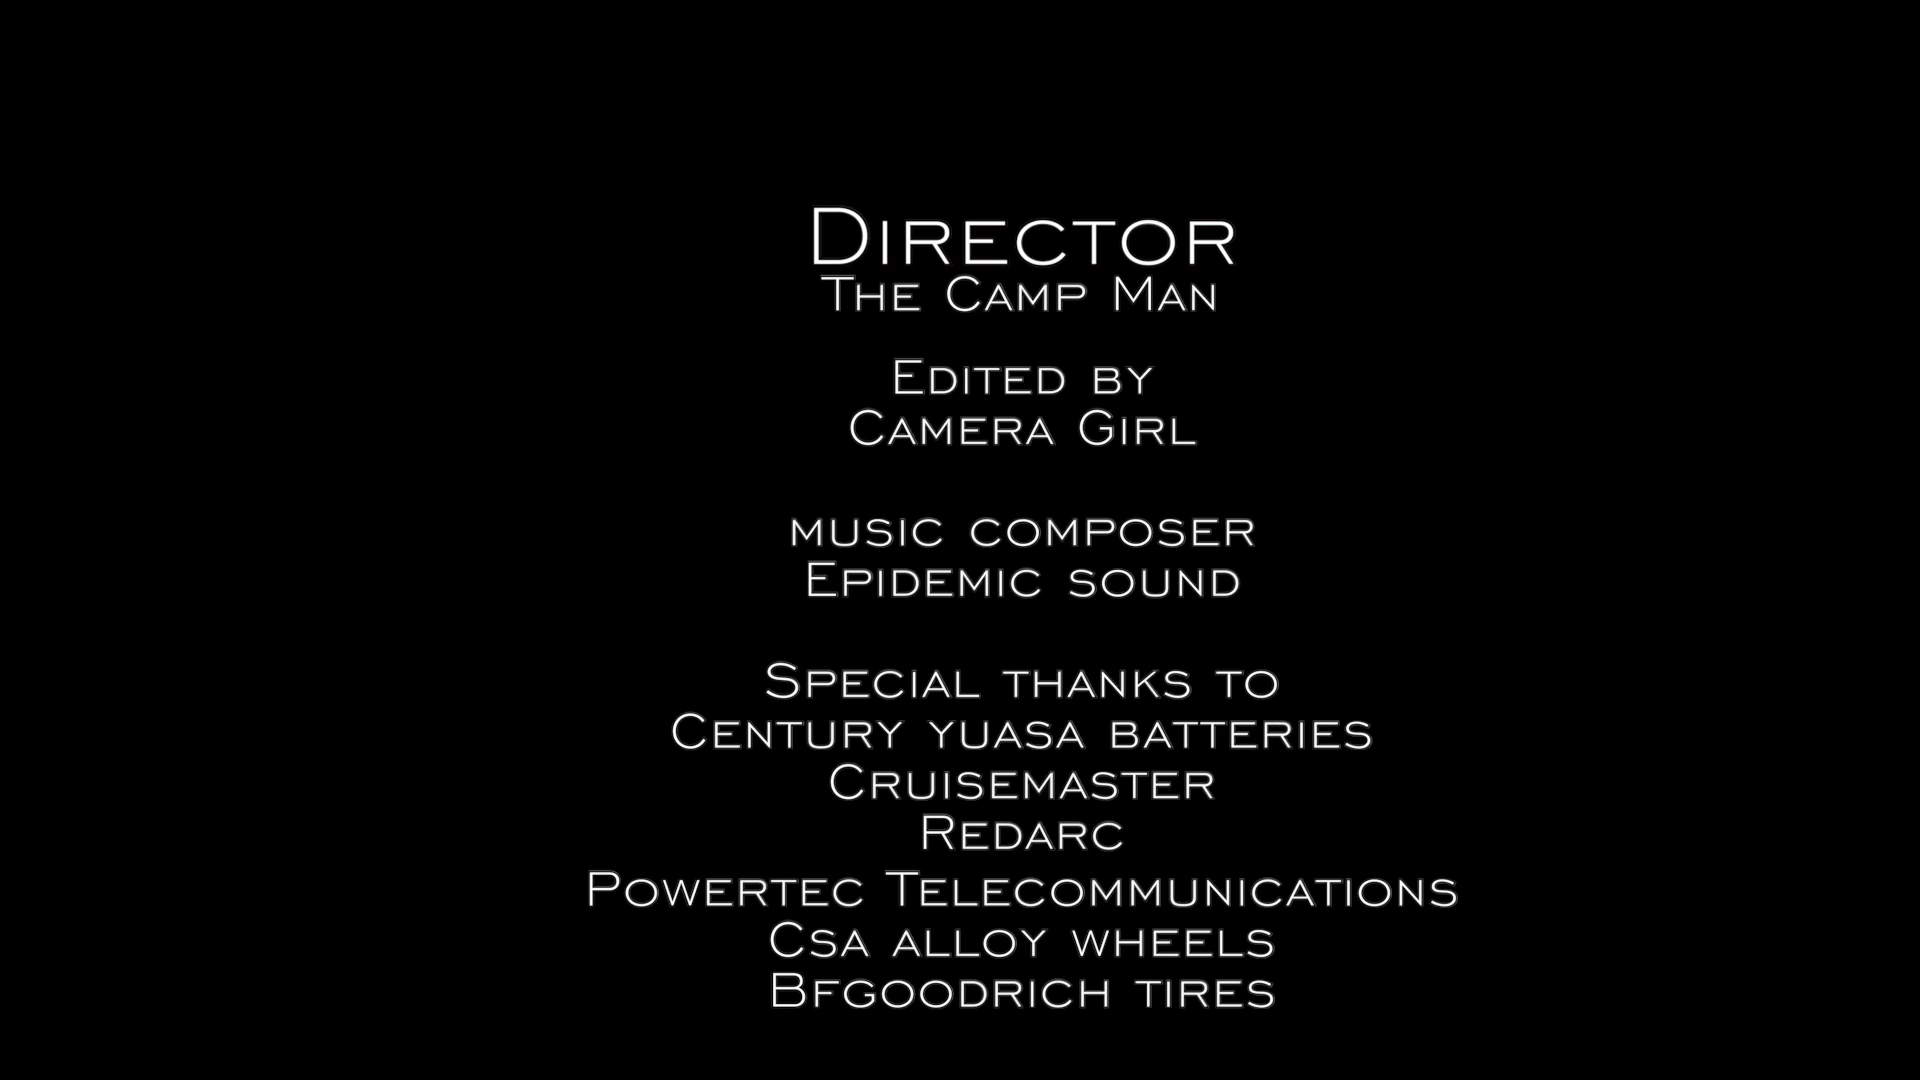 Director
The Camp Man
Edited by
Camera Girl
music composer
Epidemic sound
Special thanks to
Century yuasa batteries
Cruisemaster
Redarc
Powertec Telecommunications
Csa alloy wheels
Bfgoodrich tires